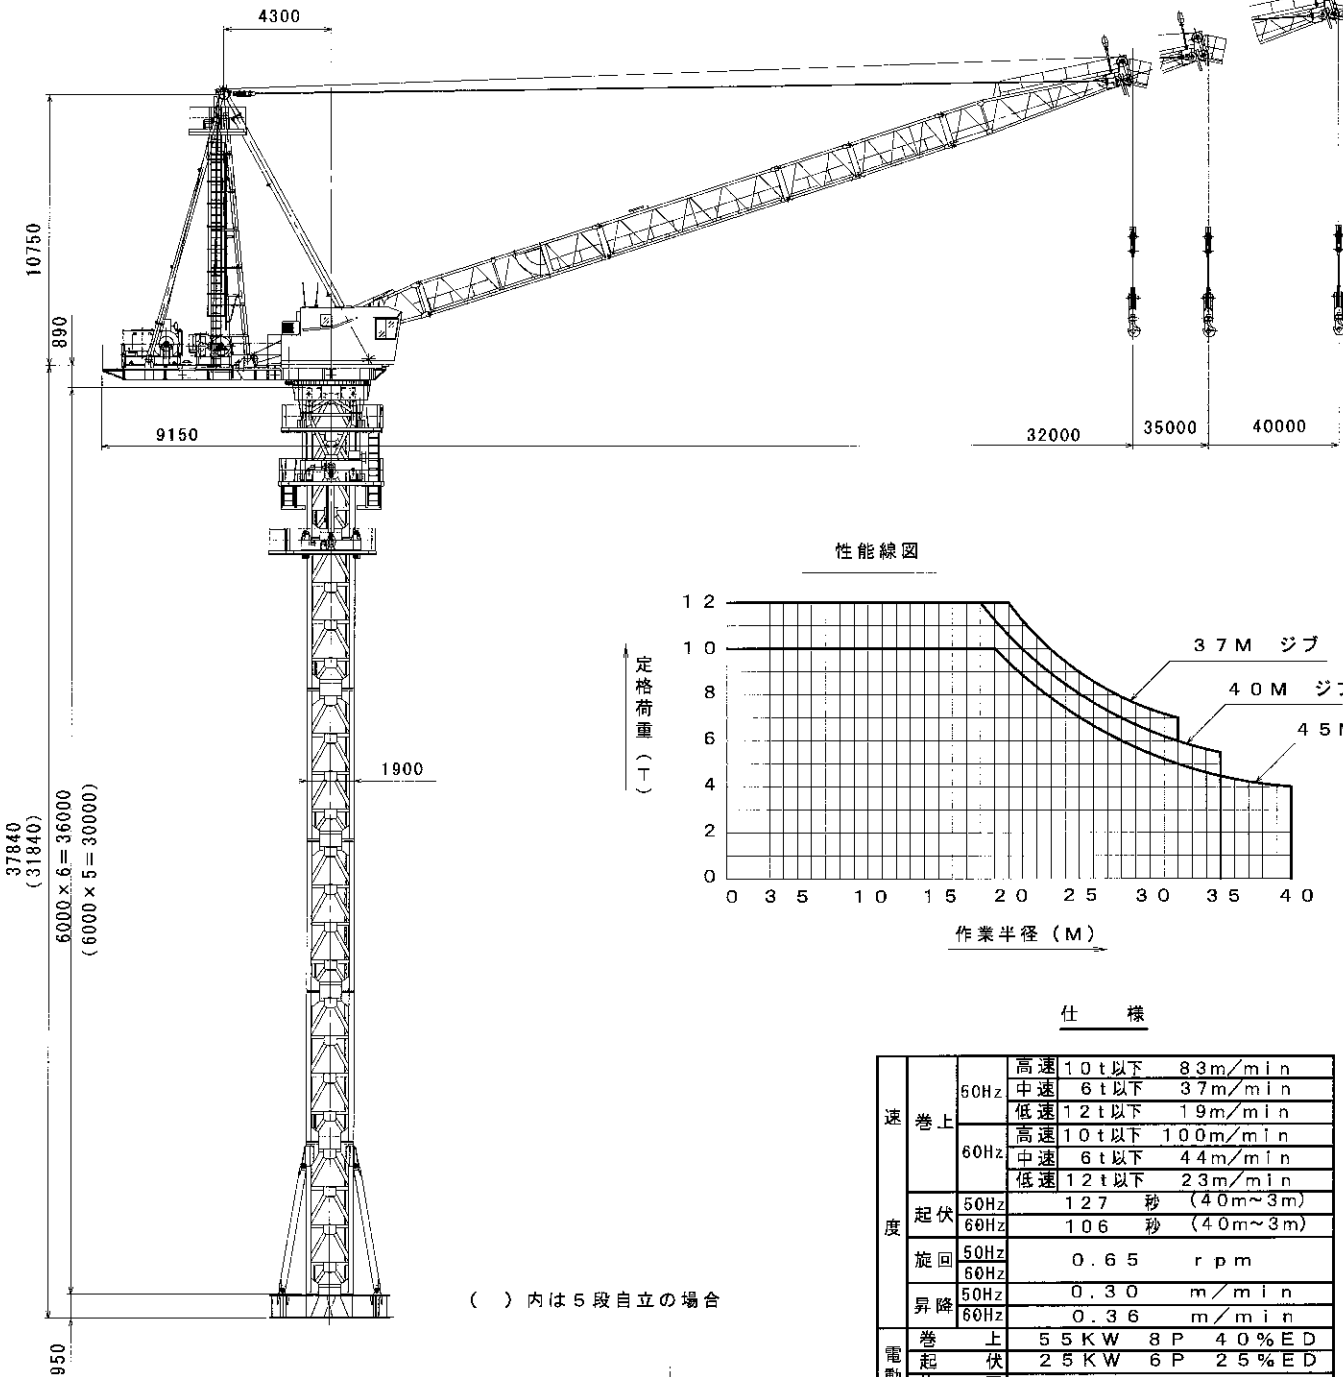 4300
10750
890
9150
32000
35000
40000
1900
37840
(31840)
6000×6=36000
(6000×5=30000)
950
( )内は5段自立の場合
性能線図
定格荷重(T)
12
10
8
6
4
2
0
37M ジブ
40M ジブ
45M
0 3 5 10 15 20 25 30 35 40
作業半径(M)
仕 様
速度 巻上 50Hz 高速 10t以下 83m/min
中速 6t以下 37m/min
低速 12t以下 19m/min
60Hz 高速 10t以下 100m/min
中速 6t以下 44m/min
低速 12t以下 23m/min
起伏 50Hz 127 秒 (40m~3m)
60Hz 106 秒 (40m~3m)
旋回 50Hz 60Hz 0.65 rpm
昇降 50Hz 0.30 m/min
60Hz 0.36 m/min
電動 巻上 55KW 8P 40%ED
起伏 25KW 6P 25%ED